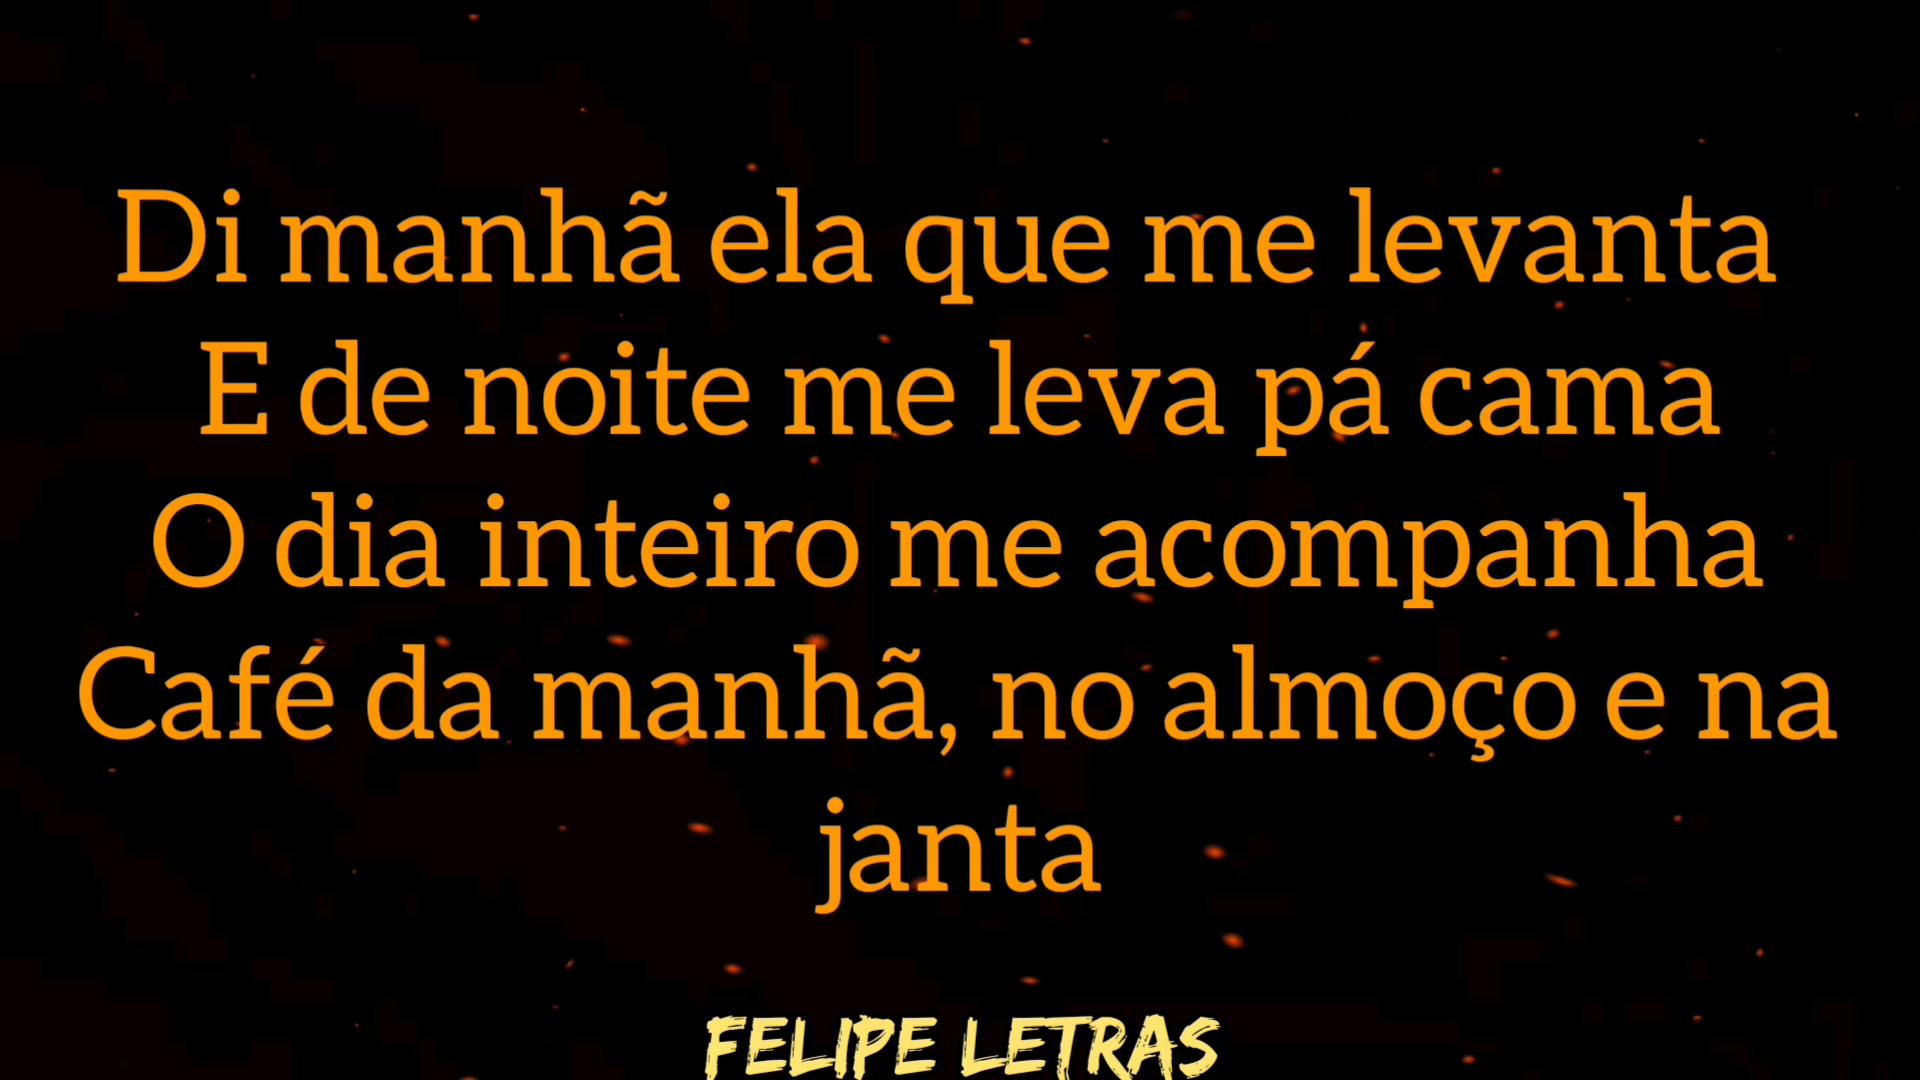 Di manhã ela que me levanta
E de noite me leva pá cama
O dia inteiro me acompanha
Café da manhã, no almoço e na
janta
FELIPE LETRAS